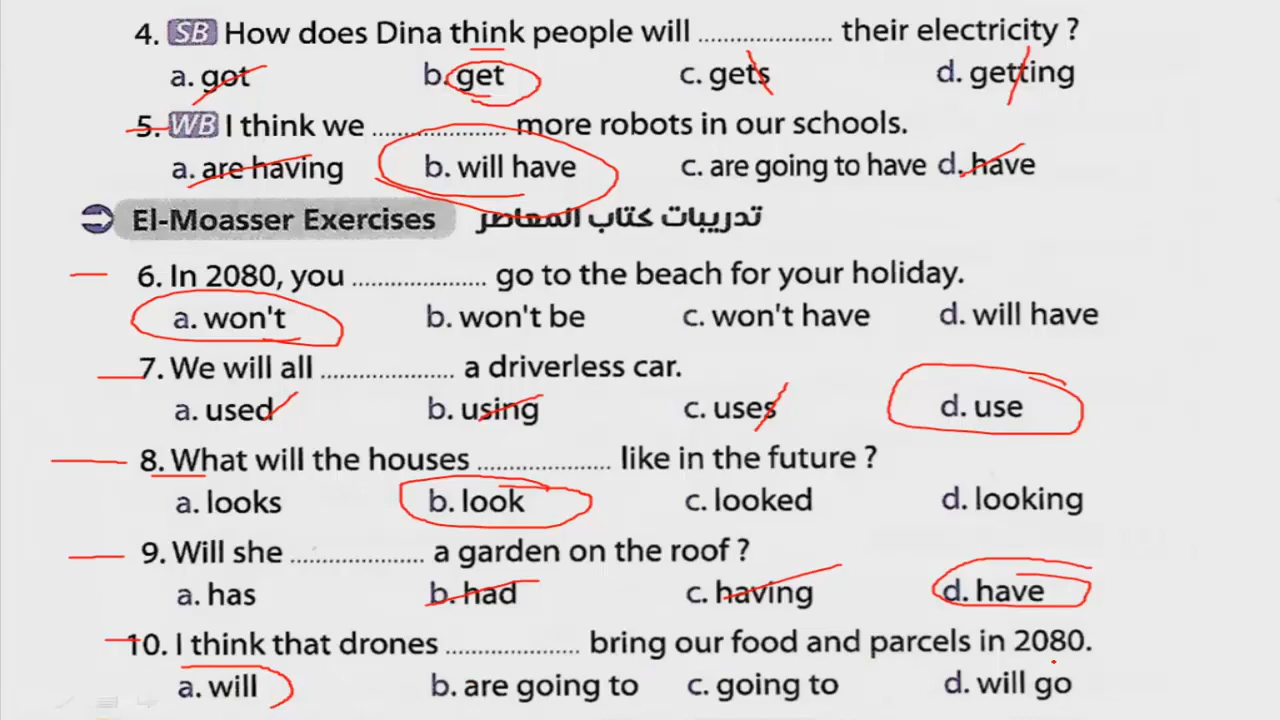 4. SB How does Dina think people will .................... their electricity ?
a. got b. get c. gets d. getting
5. WB I think we .................... more robots in our schools.
a. are having b. will have c. are going to have d. have
El-Moasser Exercises تدريبات كتاب المعاصر
6. In 2080, you .................... go to the beach for your holiday.
a. won't b. won't be c. won't have d. will have
7. We will all .................... a driverless car.
a. used b. using c. uses d. use
8. What will the houses .................... like in the future ?
a. looks b. look c. looked d. looking
9. Will she .................... a garden on the roof ?
a. has b. had c. having d. have
10. I think that drones .................... bring our food and parcels in 2080.
a. will b. are going to c. going to d. will go